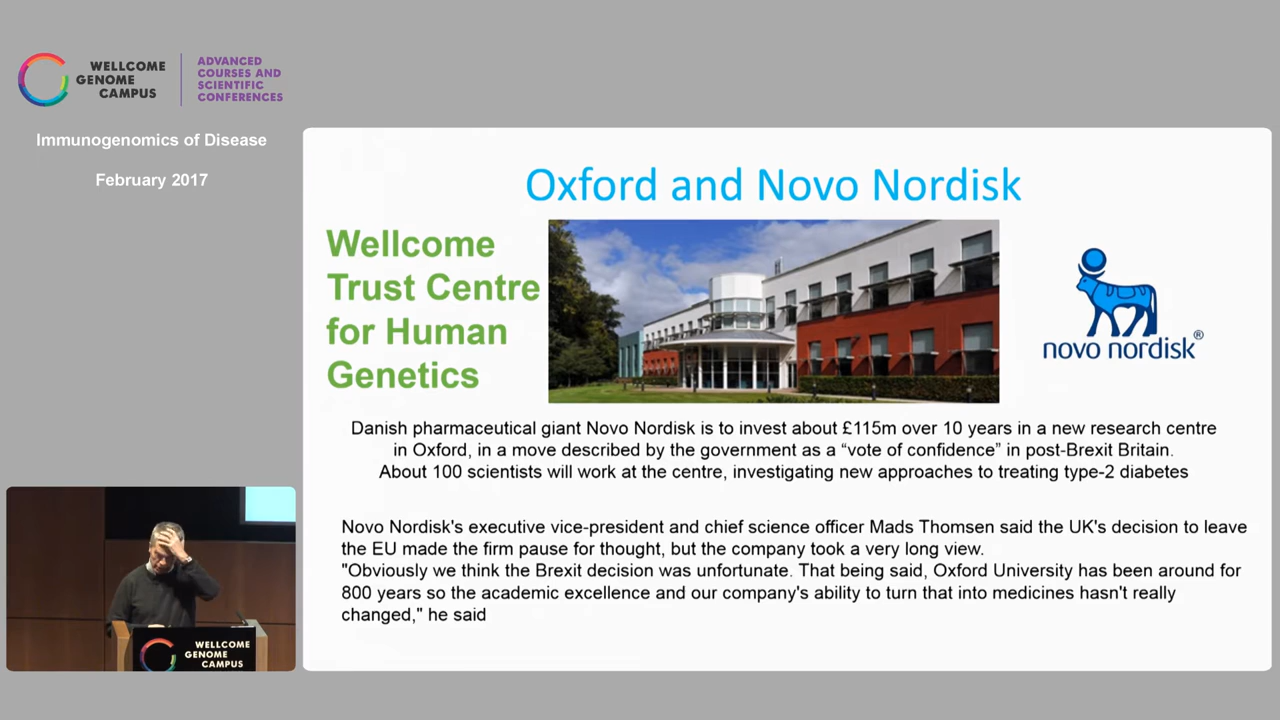 WELLCOME
GENOME
CAMPUS
ADVANCED
COURSES AND
SCIENTIFIC
CONFERENCES
Immunogenomics of Disease
February 2017
Oxford and Novo Nordisk
Wellcome
Trust Centre
for Human
Genetics
novo nordisk®
Danish pharmaceutical giant Novo Nordisk is to invest about £115m over 10 years in a new research centre
in Oxford, in a move described by the government as a “vote of confidence” in post-Brexit Britain.
About 100 scientists will work at the centre, investigating new approaches to treating type-2 diabetes
Novo Nordisk's executive vice-president and chief science officer Mads Thomsen said the UK's decision to leave
the EU made the firm pause for thought, but the company took a very long view.
"Obviously we think the Brexit decision was unfortunate. That being said, Oxford University has been around for
800 years so the academic excellence and our company's ability to turn that into medicines hasn't really
changed," he said
WELLCOME
GENOME
CAMPUS